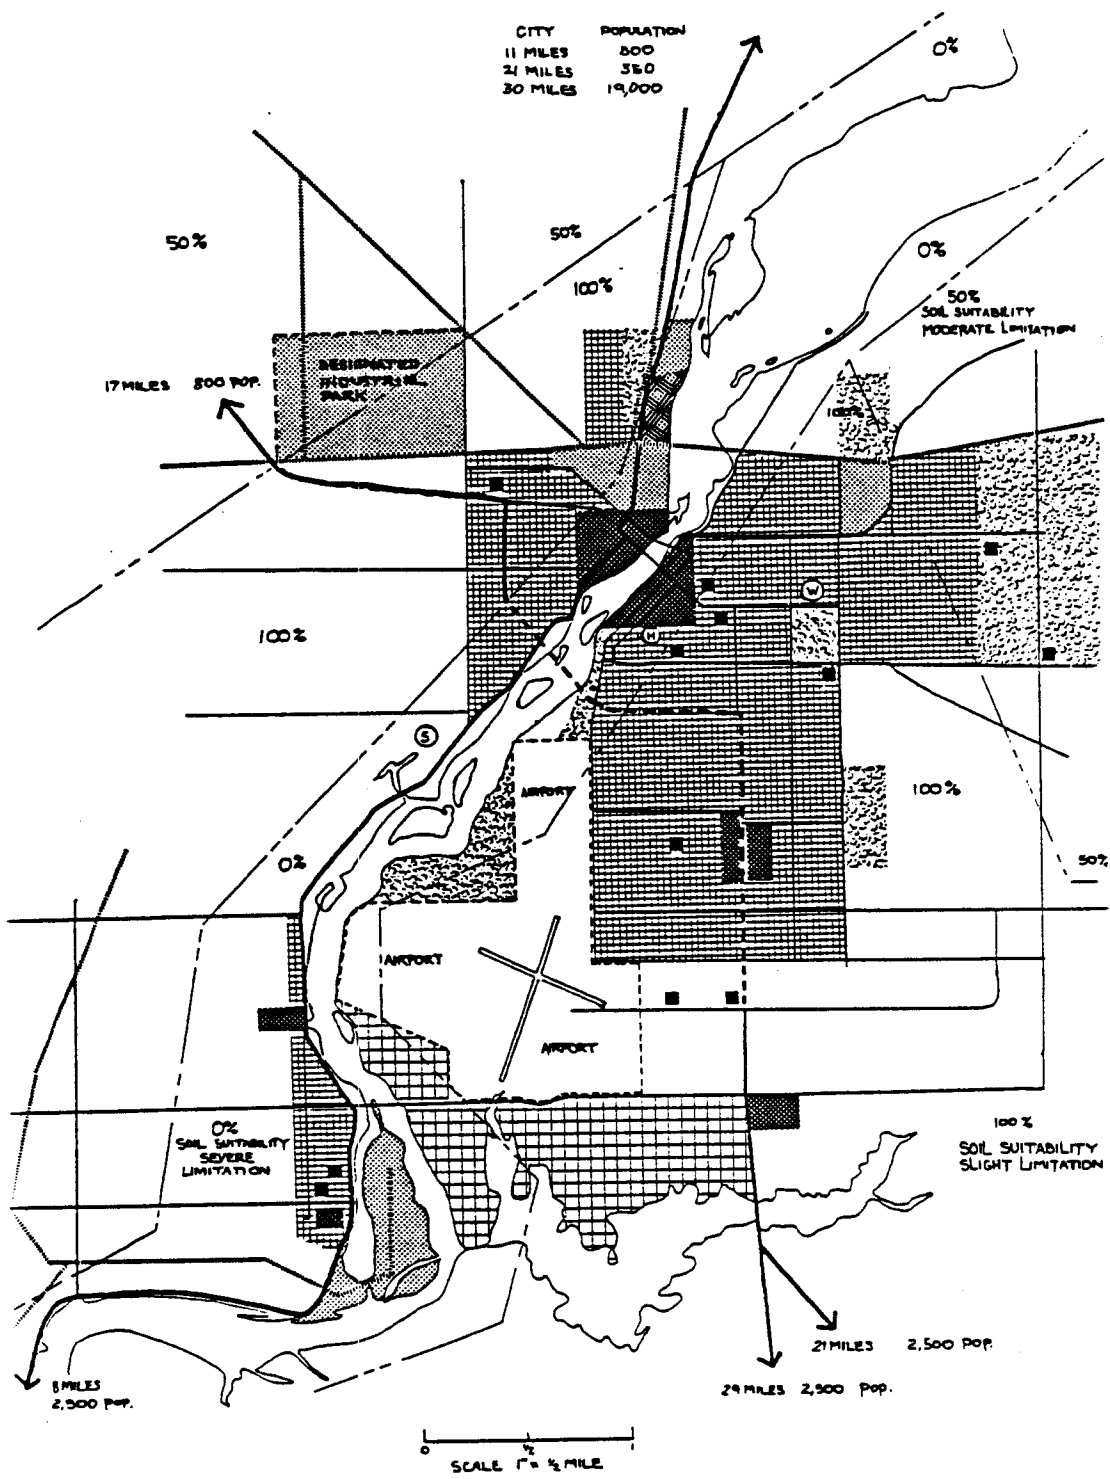 CITY POPULATION
11 MILES 800
21 MILES 350
30 MILES 19,000
0%
50%
50%
0%
100%
50%
SOIL SUITABILITY
MODERATE LIMITATION
DESIGNATED
INDUSTRIAL
PARK
17 MILES 800 POP.
100%
W
100%
H
S
AIRPORT
100%
0%
50%
AIRPORT
AIRPORT
0%
SOIL SUITABILITY
SEVERE
LIMITATION
100%
SOIL SUITABILITY
SLIGHT LIMITATION
21 MILES 2,500 POP.
8 MILES
2,500 POP.
29 MILES 2,500 POP.
0 1/2 1
SCALE 1" = 1/2 MILE